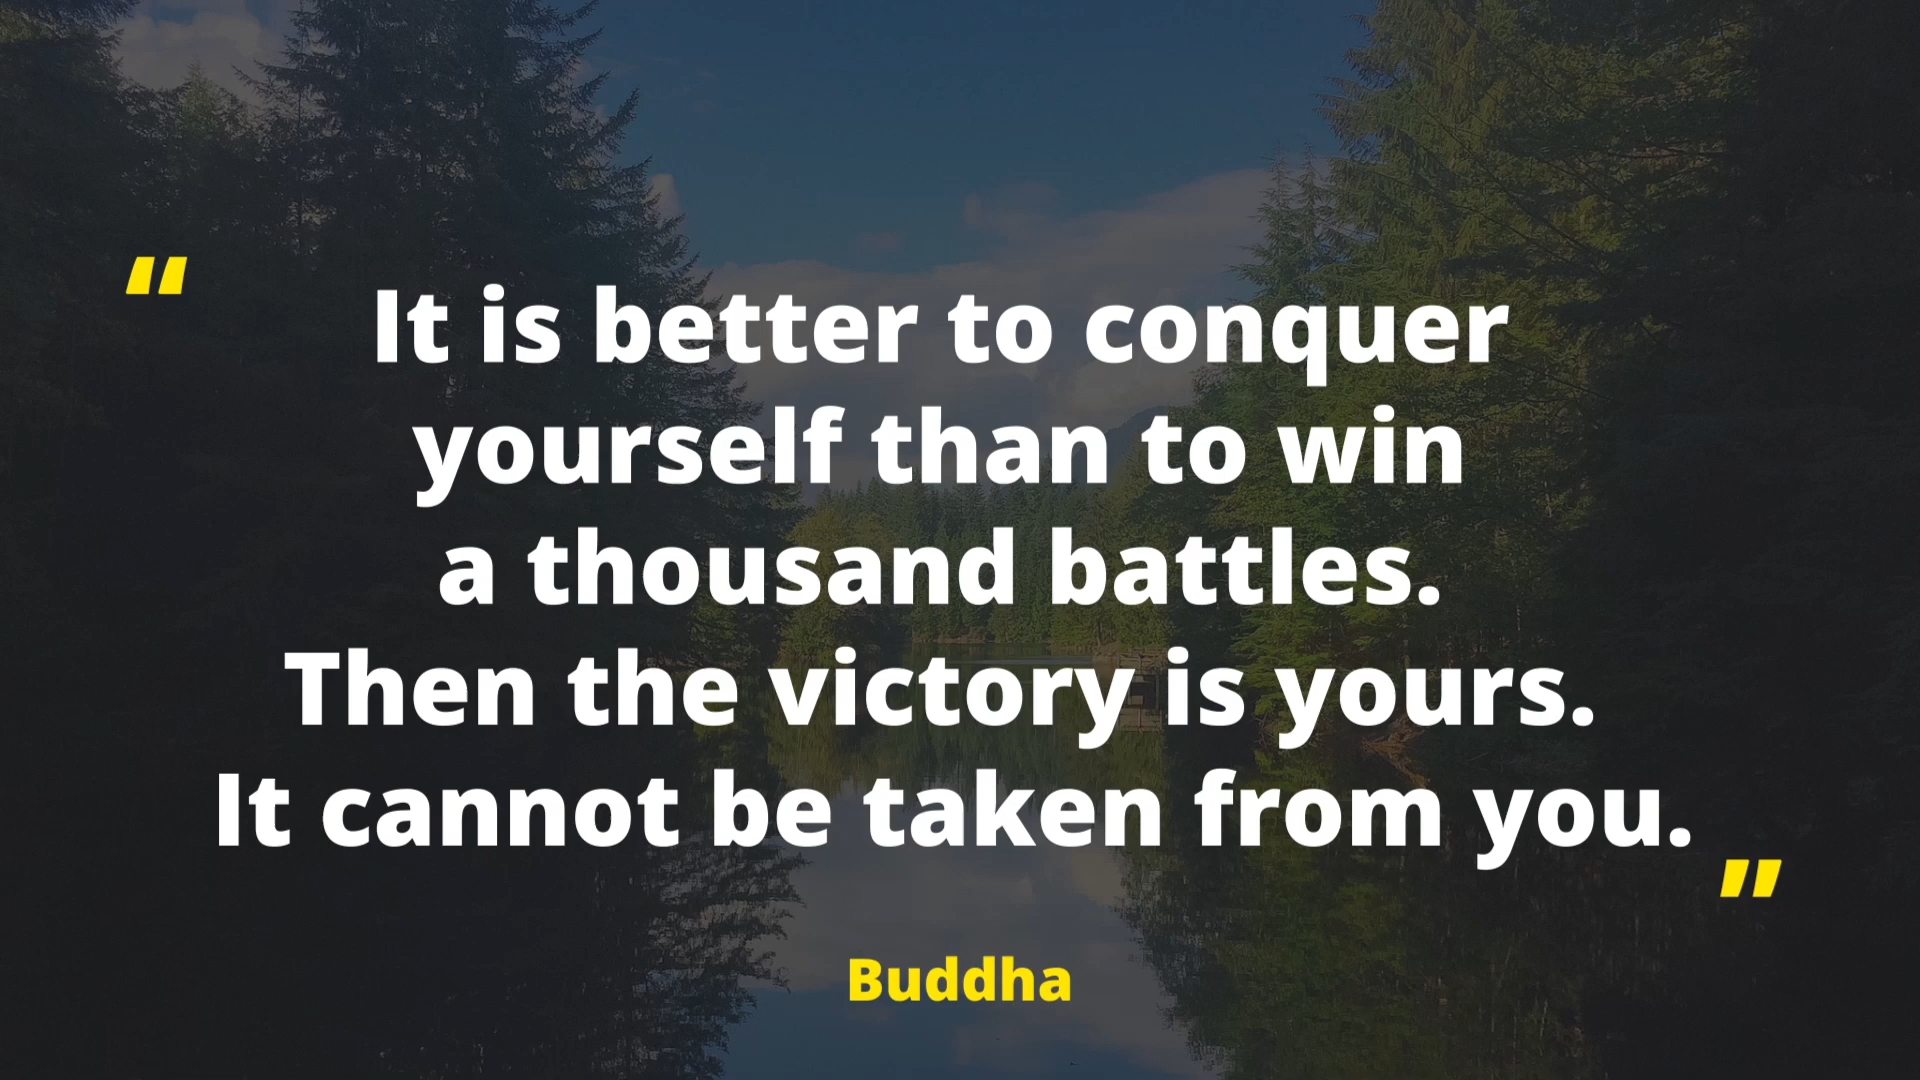 "
It is better to conquer
yourself than to win
a thousand battles.
Then the victory is yours.
It cannot be taken from you.
"
Buddha